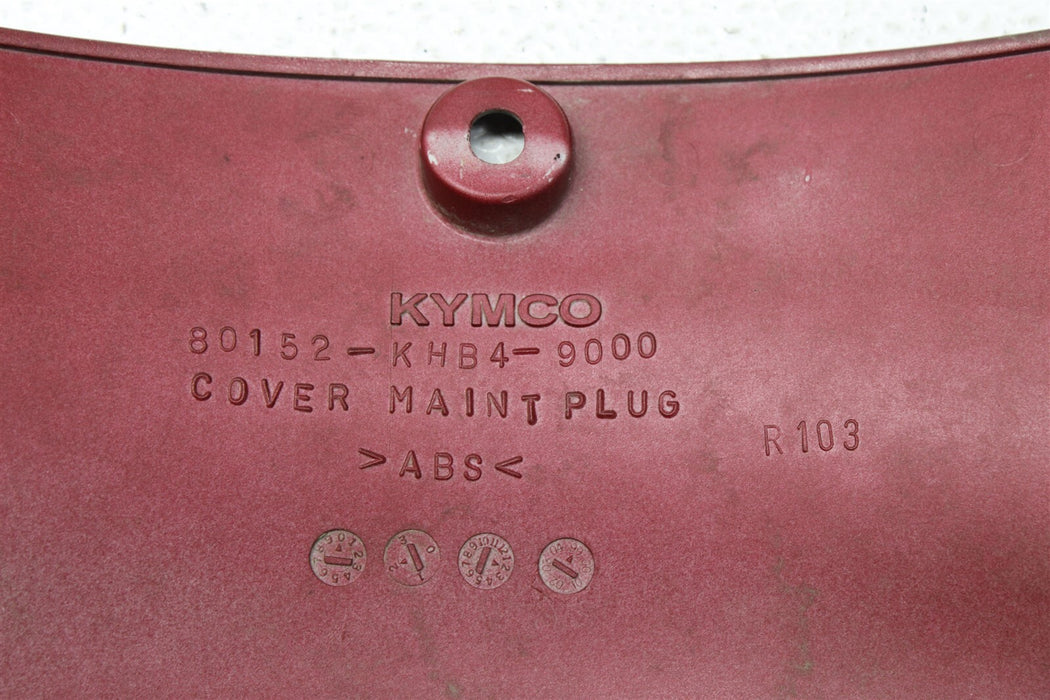 KYMCO
80152-KHB4-9000
COVER MAINT PLUG
R103
>ABS<